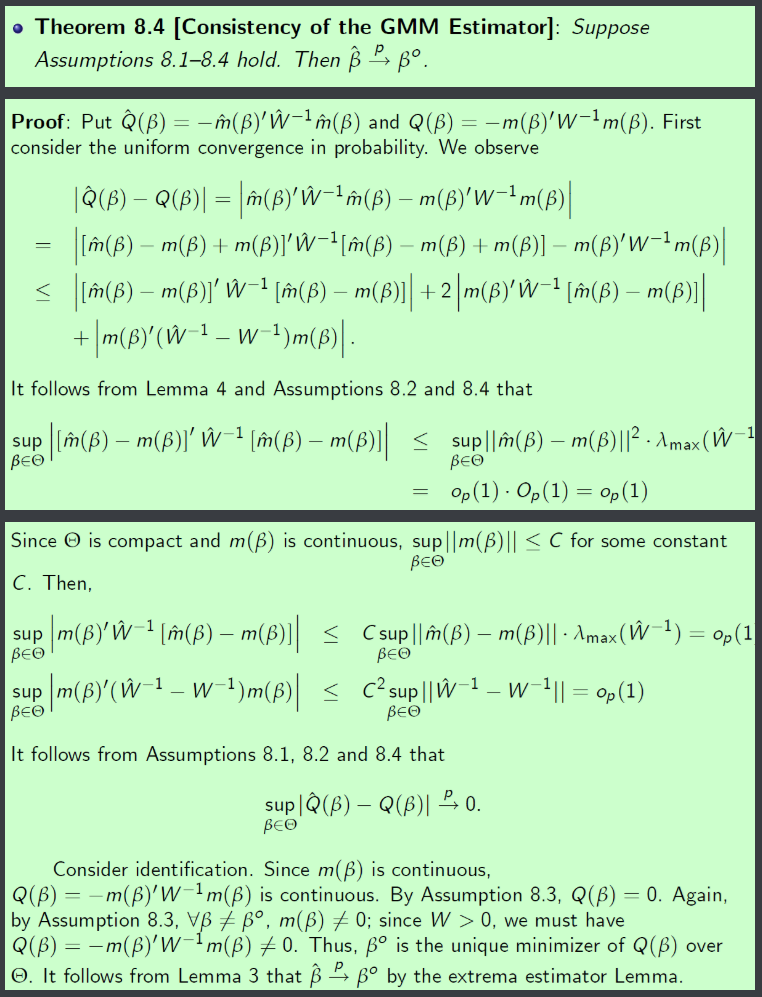 • Theorem 8.4 [Consistency of the GMM Estimator]: Suppose
Assumptions 8.1–8.4 hold. Then β̂ →ᵖ βᵒ.
Proof: Put Q̂(β) = −m̂(β)′Ŵ⁻¹m̂(β) and Q(β) = −m(β)′W⁻¹m(β). First
consider the uniform convergence in probability. We observe
|Q̂(β) − Q(β)| = |m̂(β)′Ŵ⁻¹m̂(β) − m(β)′W⁻¹m(β)|
= |[m̂(β) − m(β) + m(β)]′Ŵ⁻¹[m̂(β) − m(β) + m(β)] − m(β)′W⁻¹m(β)|
≤ |[m̂(β) − m(β)]′ Ŵ⁻¹ [m̂(β) − m(β)]| + 2 |m(β)′Ŵ⁻¹ [m̂(β) − m(β)]|
+ |m(β)′(Ŵ⁻¹ − W⁻¹)m(β)| .
It follows from Lemma 4 and Assumptions 8.2 and 8.4 that
sup_{β∈Θ} |[m̂(β) − m(β)]′ Ŵ⁻¹ [m̂(β) − m(β)]| ≤ sup_{β∈Θ} ||m̂(β) − m(β)||² · λ_max(Ŵ⁻¹
= o_p(1) · O_p(1) = o_p(1)
Since Θ is compact and m(β) is continuous, sup_{β∈Θ} ||m(β)|| ≤ C for some constant
C. Then,
sup_{β∈Θ} |m(β)′Ŵ⁻¹ [m̂(β) − m(β)]| ≤ C sup_{β∈Θ} ||m̂(β) − m(β)|| · λ_max(Ŵ⁻¹) = o_p(1
sup_{β∈Θ} |m(β)′(Ŵ⁻¹ − W⁻¹)m(β)| ≤ C² sup_{β∈Θ} ||Ŵ⁻¹ − W⁻¹|| = o_p(1)
It follows from Assumptions 8.1, 8.2 and 8.4 that
sup_{β∈Θ} |Q̂(β) − Q(β)| →ᵖ 0.
Consider identification. Since m(β) is continuous,
Q(β) = −m(β)′W⁻¹m(β) is continuous. By Assumption 8.3, Q(β) = 0. Again,
by Assumption 8.3, ∀β ≠ βᵒ, m(β) ≠ 0; since W > 0, we must have
Q(β) = −m(β)′W⁻¹m(β) ≠ 0. Thus, βᵒ is the unique minimizer of Q(β) over
Θ. It follows from Lemma 3 that β̂ →ᵖ βᵒ by the extrema estimator Lemma.